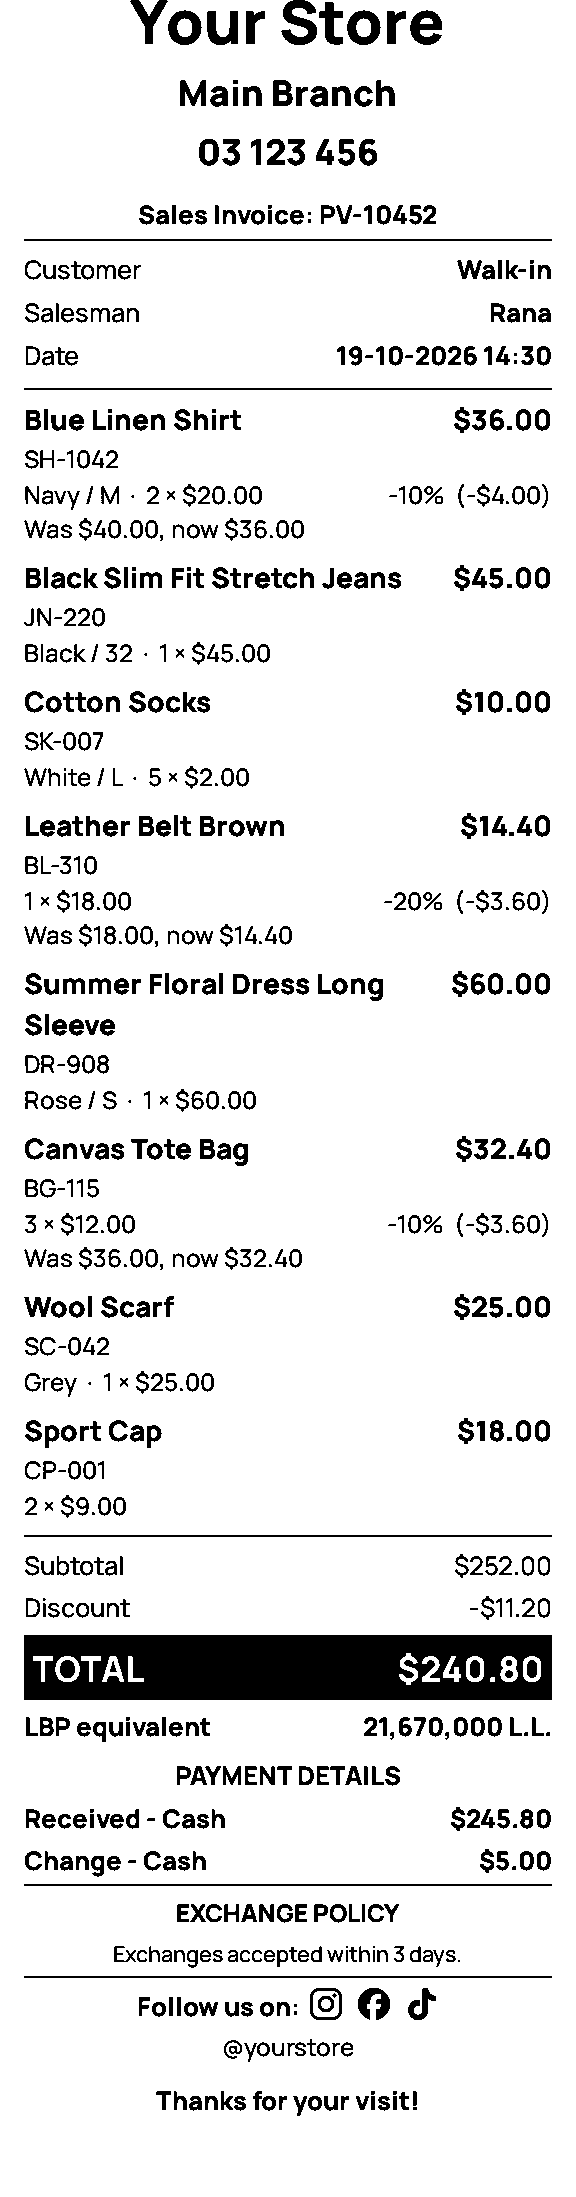 Your Store
Main Branch
03 123 456
Sales Invoice: PV-10452
Customer Walk-in
Salesman Rana
Date 19-10-2026 14:30
Blue Linen Shirt $36.00
SH-1042
Navy / M · 2 × $20.00 -10% (-$4.00)
Was $40.00, now $36.00
Black Slim Fit Stretch Jeans $45.00
JN-220
Black / 32 · 1 × $45.00
Cotton Socks $10.00
SK-007
White / L · 5 × $2.00
Leather Belt Brown $14.40
BL-310
1 × $18.00 -20% (-$3.60)
Was $18.00, now $14.40
Summer Floral Dress Long $60.00
Sleeve
DR-908
Rose / S · 1 × $60.00
Canvas Tote Bag $32.40
BG-115
3 × $12.00 -10% (-$3.60)
Was $36.00, now $32.40
Wool Scarf $25.00
SC-042
Grey · 1 × $25.00
Sport Cap $18.00
CP-001
2 × $9.00
Subtotal $252.00
Discount -$11.20
TOTAL $240.80
LBP equivalent 21,670,000 L.L.
PAYMENT DETAILS
Received - Cash $245.80
Change - Cash $5.00
EXCHANGE POLICY
Exchanges accepted within 3 days.
Follow us on:
@yourstore
Thanks for your visit!